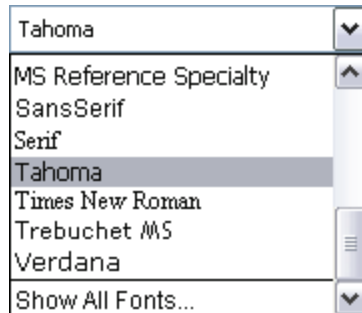 Tahoma
MS Reference Specialty
SansSerif
Serif
Tahoma
Times New Roman
Trebuchet MS
Verdana
Show All Fonts...